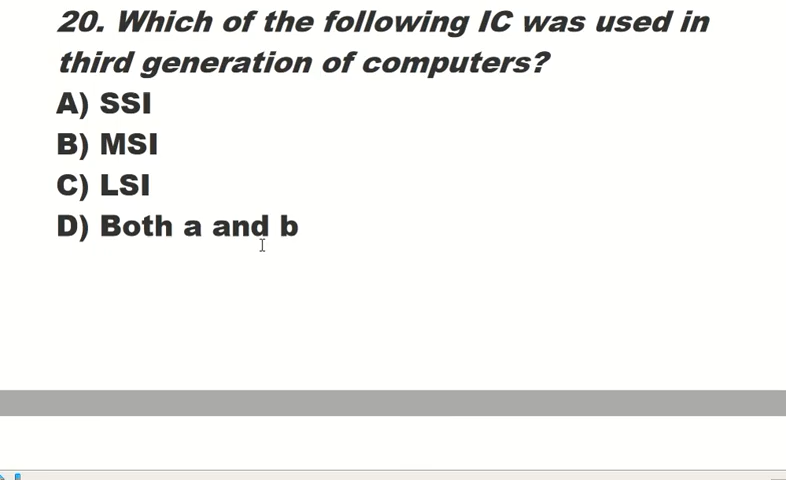 20. Which of the following IC was used in
third generation of computers?
A) SSI
B) MSI
C) LSI
D) Both a and b